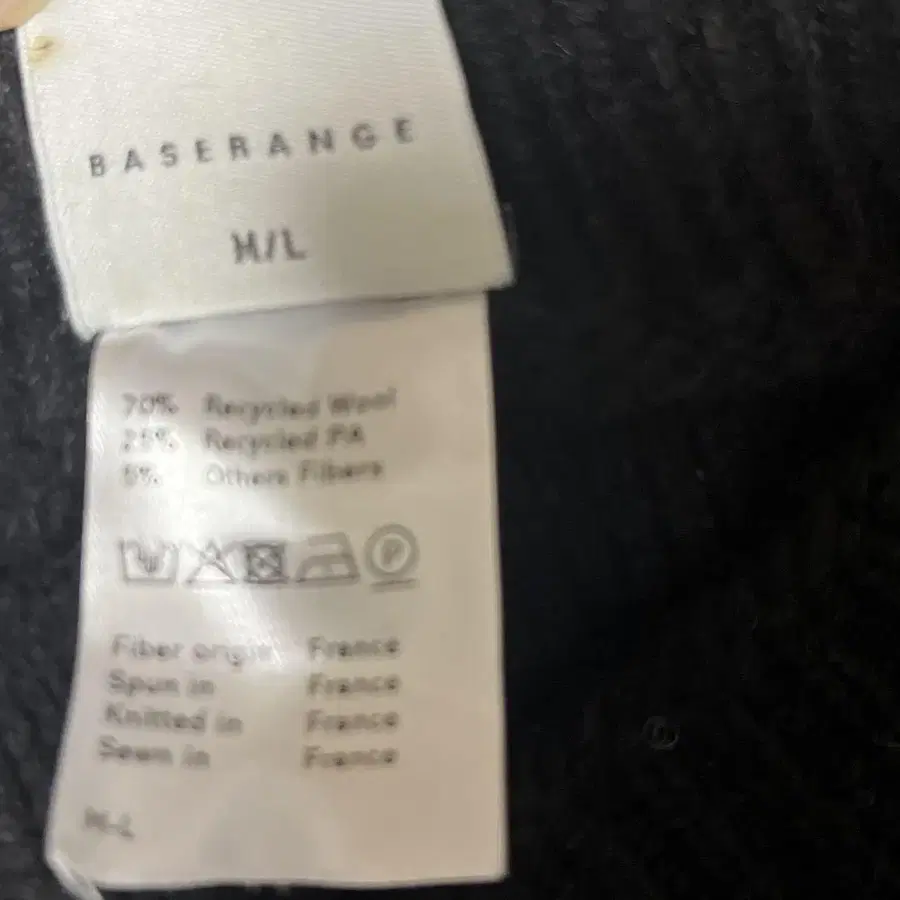 BASERANGE
M/L
70% Recycled Wool
25% Recycled PA
5% Others Fibers
P
Fiber origin France
Spun in France
Knitted in France
Sewn in France
M-L